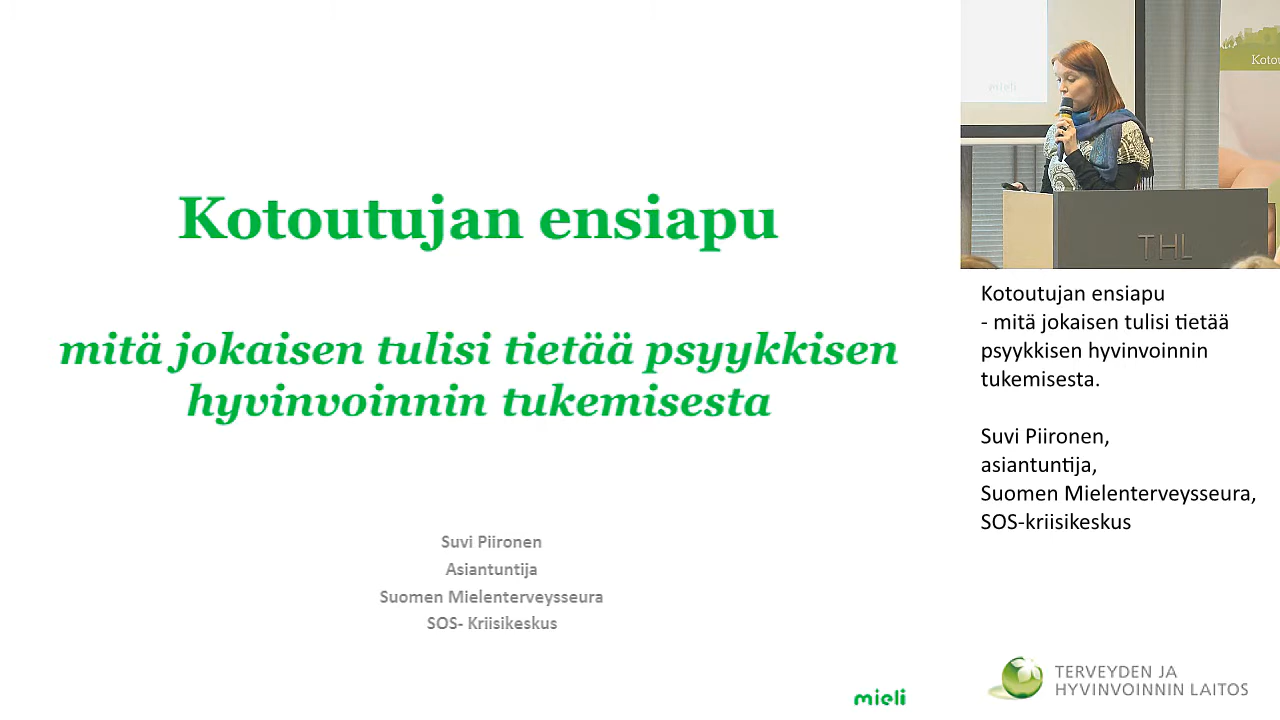 Kotoutujan ensiapu
mitä jokaisen tulisi tietää psyykkisen
hyvinvoinnin tukemisesta
Suvi Piironen
Asiantuntija
Suomen Mielenterveysseura
SOS- Kriisikeskus
mieli
mieli
THL
Kotoutujan ensiapu
- mitä jokaisen tulisi tietää
psyykkisen hyvinvoinnin
tukemisesta.
Suvi Piironen,
asiantuntija,
Suomen Mielenterveysseura,
SOS-kriisikeskus
TERVEYDEN JA
HYVINVOINNIN LAITOS